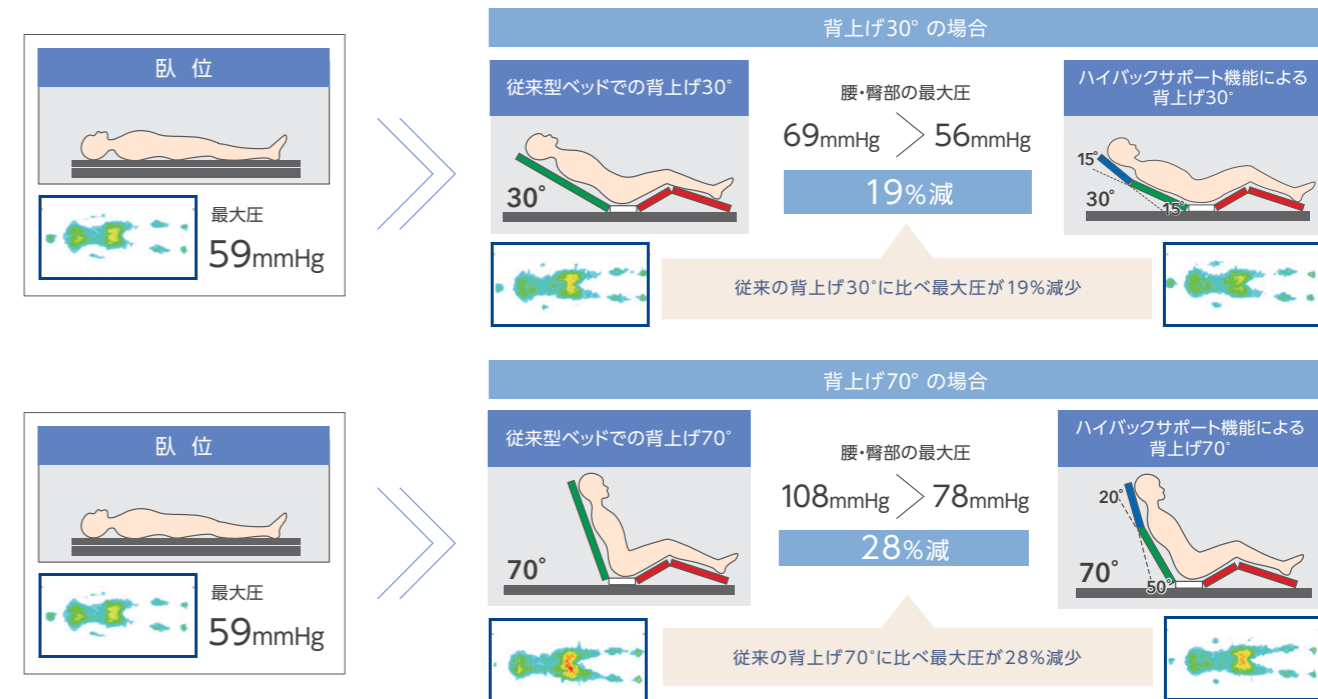 臥 位
最大圧
59mmHg
背上げ30° の場合
従来型ベッドでの背上げ30°
30°
腰・臀部の最大圧
69mmHg > 56mmHg
19%減
ハイバックサポート機能による
背上げ30°
15°
30°
15°
従来の背上げ30°に比べ最大圧が19%減少
臥 位
最大圧
59mmHg
背上げ70° の場合
従来型ベッドでの背上げ70°
70°
腰・臀部の最大圧
108mmHg > 78mmHg
28%減
ハイバックサポート機能による
背上げ70°
20°
70°
50°
従来の背上げ70°に比べ最大圧が28%減少